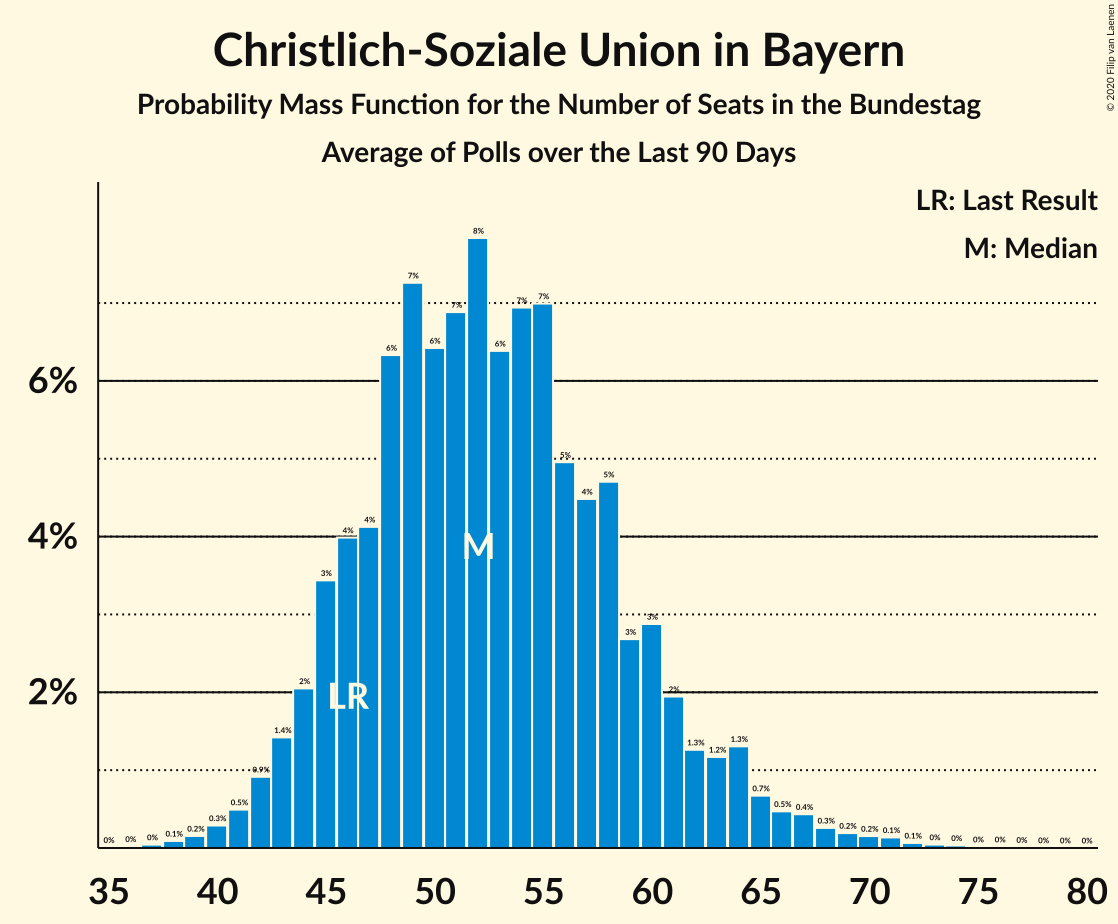 Christlich-Soziale Union in Bayern
Probability Mass Function for the Number of Seats in the Bundestag
Average of Polls over the Last 90 Days
© 2020 Filip van Laenen
LR: Last Result
M: Median
6%
4%
2%
0% 0% 0% 0.1% 0.2% 0.3% 0.5% 0.9% 1.4% 2% 3% 4% 4% 6% 7% 6% 7% 8% 6% 7% 7% 5% 4% 5% 3% 3% 2% 1.3% 1.2% 1.3% 0.7% 0.5% 0.4% 0.3% 0.2% 0.2% 0.1% 0.1% 0% 0% 0% 0% 0% 0% 0% 0%
M
LR
35 40 45 50 55 60 65 70 75 80